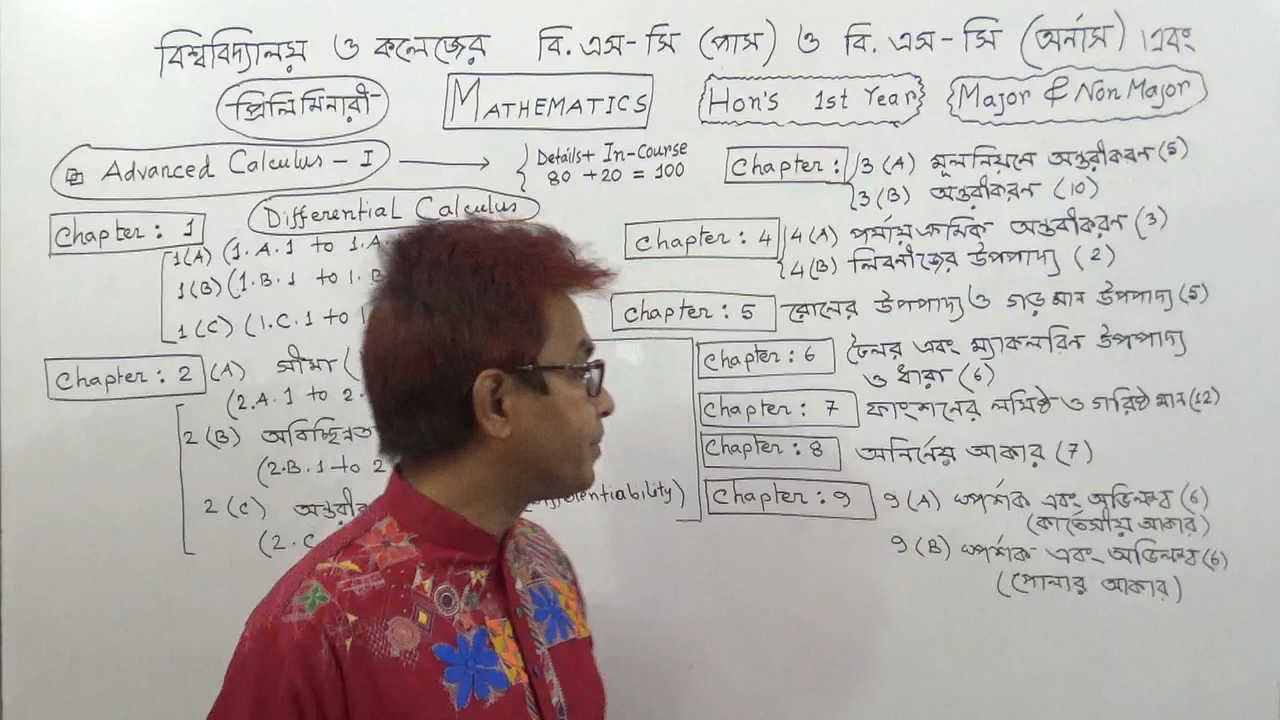 বিশ্ববিদ্যালয় ও কলেজের বি.এস-সি (পাস) ও বি. এস-সি (অনার্স) এবং
প্রিলিমিনারী MATHEMATICS Hon's 1st Year Major & Non Major
Advanced Calculus - I → { Details + In-Course
80 + 20 = 100
Differential Calculus
Chapter: 1
1(A) (1.A.1 to 1.A.
1(B) (1.B.1 to 1.B
1(C) (1.C.1 to 1
Chapter: 2 (A) সীমা (
(2.A.1 to 2.
2(B) অবিচ্ছিন্নত
(2.B.1 to 2
2(C) অন্তরী
(2.C
erentiability)
Chapter: 3(A) মূল নিয়মে অন্তরীকরণ (5)
3(B) অন্তরীকরণ (10)
Chapter: 4 4(A) পর্যায়ক্রমিক অন্তরীকরণ (3)
4(B) লিবনীজের উপপাদ্য (2)
Chapter: 5 রোলের উপপাদ্য ও গড় মান উপপাদ্য (5)
Chapter: 6 টেলর এবং ম্যাকলরিন উপপাদ্য
ও ধারা (6)
Chapter: 7 ফাংশনের লঘিষ্ঠ ও গরিষ্ঠ মান (12)
Chapter: 8 অনির্ণেয় আকার (7)
Chapter: 9 9(A) স্পর্শক এবং অভিলম্ব (6)
(কার্তেসীয় আকার)
9(B) স্পর্শক এবং অভিলম্ব (6)
(পোলার আকার)